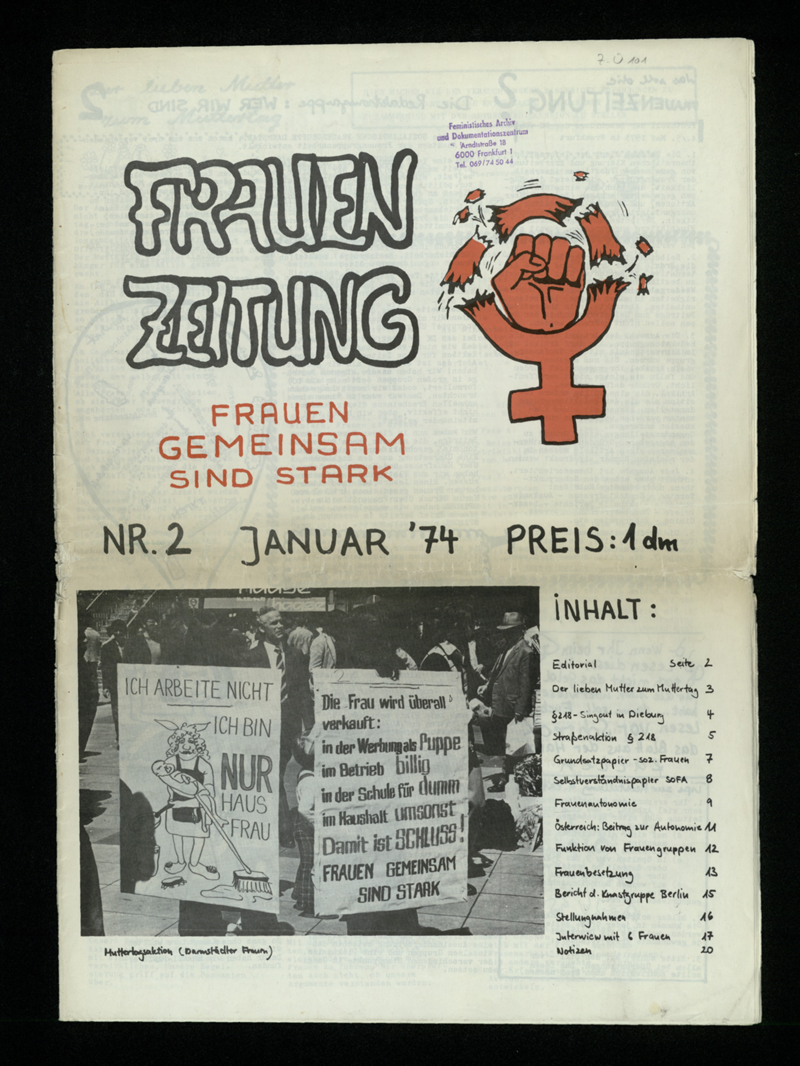 7. Ü 101
Feministisches Archiv
und Dokumentationszentrum
Arndtstraße 18
6000 Frankfurt 1
Tel. 069/74 50 44
FRAUEN
ZEITUNG
FRAUEN
GEMEINSAM
SIND STARK
NR. 2 JANUAR '74 PREIS: 1 dm
ICH ARBEITE NICHT
ICH BIN
NUR
HAUS
FRAU
Die Frau wird überall
verkauft:
in der Werbung als Puppe
im Betrieb billig
in der Schule für dumm
im Haushalt umsonst
Damit ist SCHLUSS!
FRAUEN GEMEINSAM
SIND STARK
Muttertagsaktion (Darmstädter Frauen)
INHALT:
Editorial Seite 2
Der lieben Mutter zum Muttertag 3
§218-Singout in Dieburg 4
Straßenaktion § 218 5
Grundsatzpapier - soz. Frauen 7
Selbstverständnispapier SOFA 8
Frauenautonomie 9
Österreich: Beitrag zur Autonomie 11
Funktion von Frauengruppen 12
Frauenbesetzung 13
Bericht d. Knastgruppe Berlin 15
Stellungnahmen 16
Interview mit 6 Frauen 17
Notizen 20